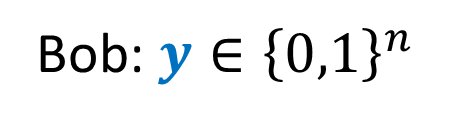 Bob: y ∈ {0,1}ⁿ